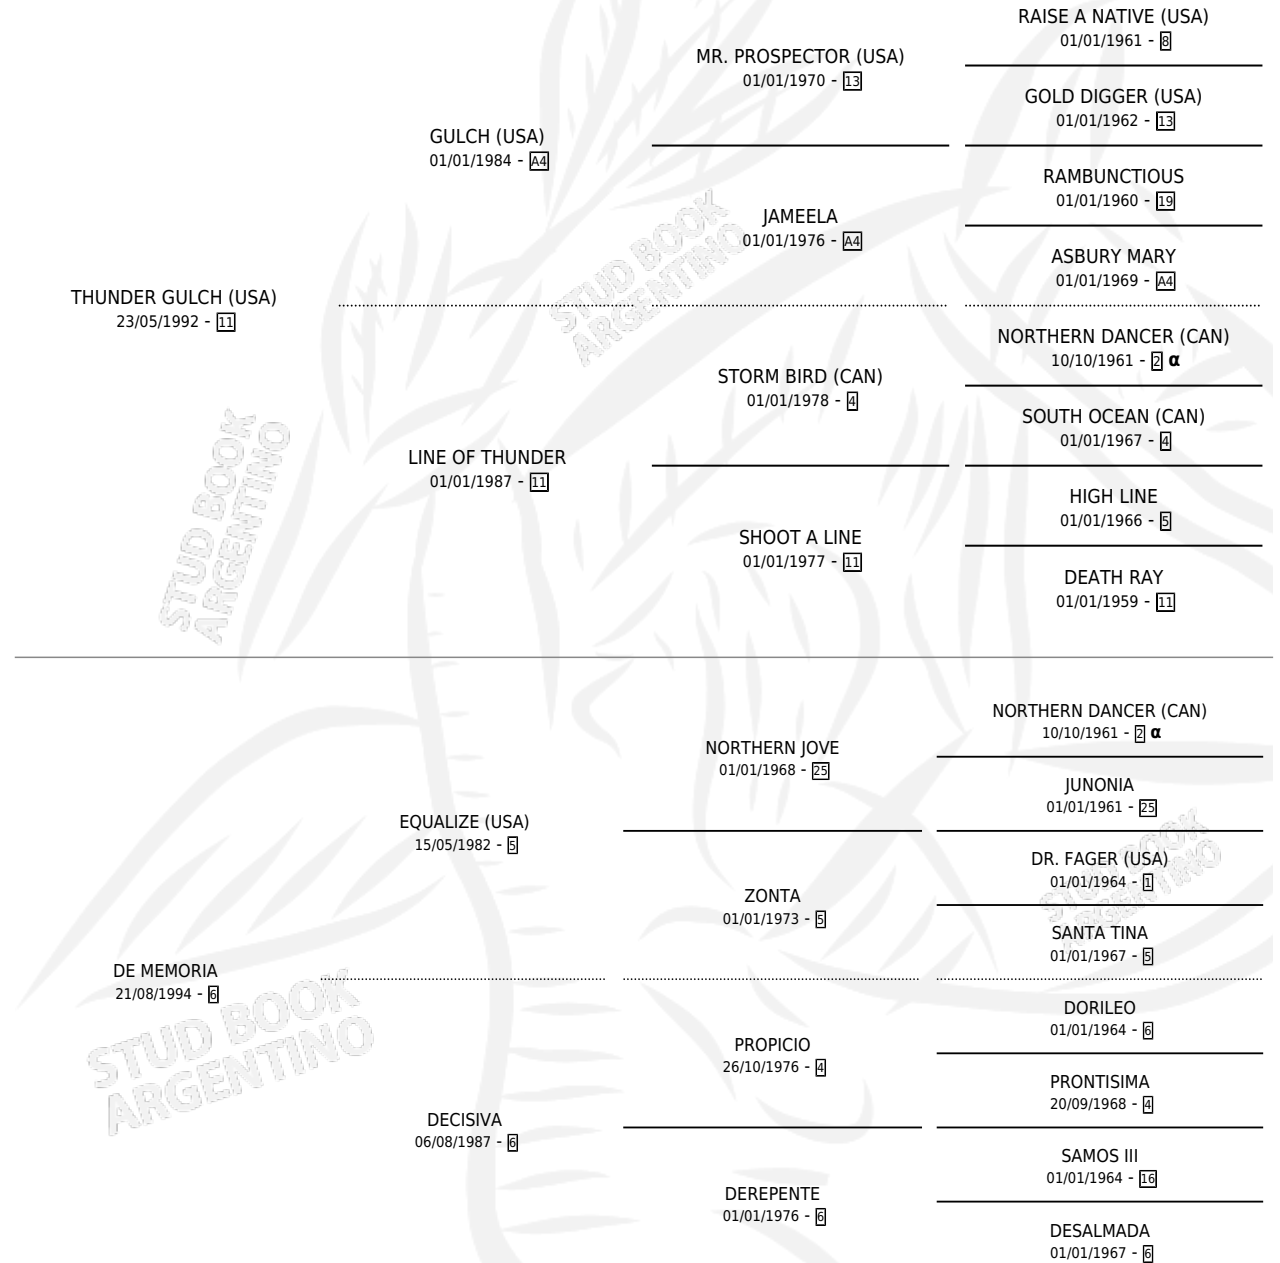 RAISE A NATIVE (USA)
01/01/1961 - 8
MR. PROSPECTOR (USA)
01/01/1970 - 13
GOLD DIGGER (USA)
01/01/1962 - 13
GULCH (USA)
01/01/1984 - A4
RAMBUNCTIOUS
01/01/1960 - 19
JAMEELA
01/01/1976 - A4
ASBURY MARY
01/01/1969 - A4
THUNDER GULCH (USA)
23/05/1992 - 11
NORTHERN DANCER (CAN)
10/10/1961 - 2 α
STORM BIRD (CAN)
01/01/1978 - 4
SOUTH OCEAN (CAN)
01/01/1967 - 4
LINE OF THUNDER
01/01/1987 - 11
HIGH LINE
01/01/1966 - 5
SHOOT A LINE
01/01/1977 - 11
DEATH RAY
01/01/1959 - 11
NORTHERN DANCER (CAN)
10/10/1961 - 2 α
NORTHERN JOVE
01/01/1968 - 25
JUNONIA
01/01/1961 - 25
EQUALIZE (USA)
15/05/1982 - 5
DR. FAGER (USA)
01/01/1964 - 1
ZONTA
01/01/1973 - 5
SANTA TINA
01/01/1967 - 5
DE MEMORIA
21/08/1994 - 6
DORILEO
01/01/1964 - 6
PROPICIO
26/10/1976 - 4
PRONTISIMA
20/09/1968 - 4
DECISIVA
06/08/1987 - 6
SAMOS III
01/01/1964 - 16
DEREPENTE
01/01/1976 - 6
DESALMADA
01/01/1967 - 6
STUD BOOK
ARGENTINO
STUD BOOK
ARGENTINO
STUD BOOK
ARGENTINO
STUD BOOK
ARGENTINO